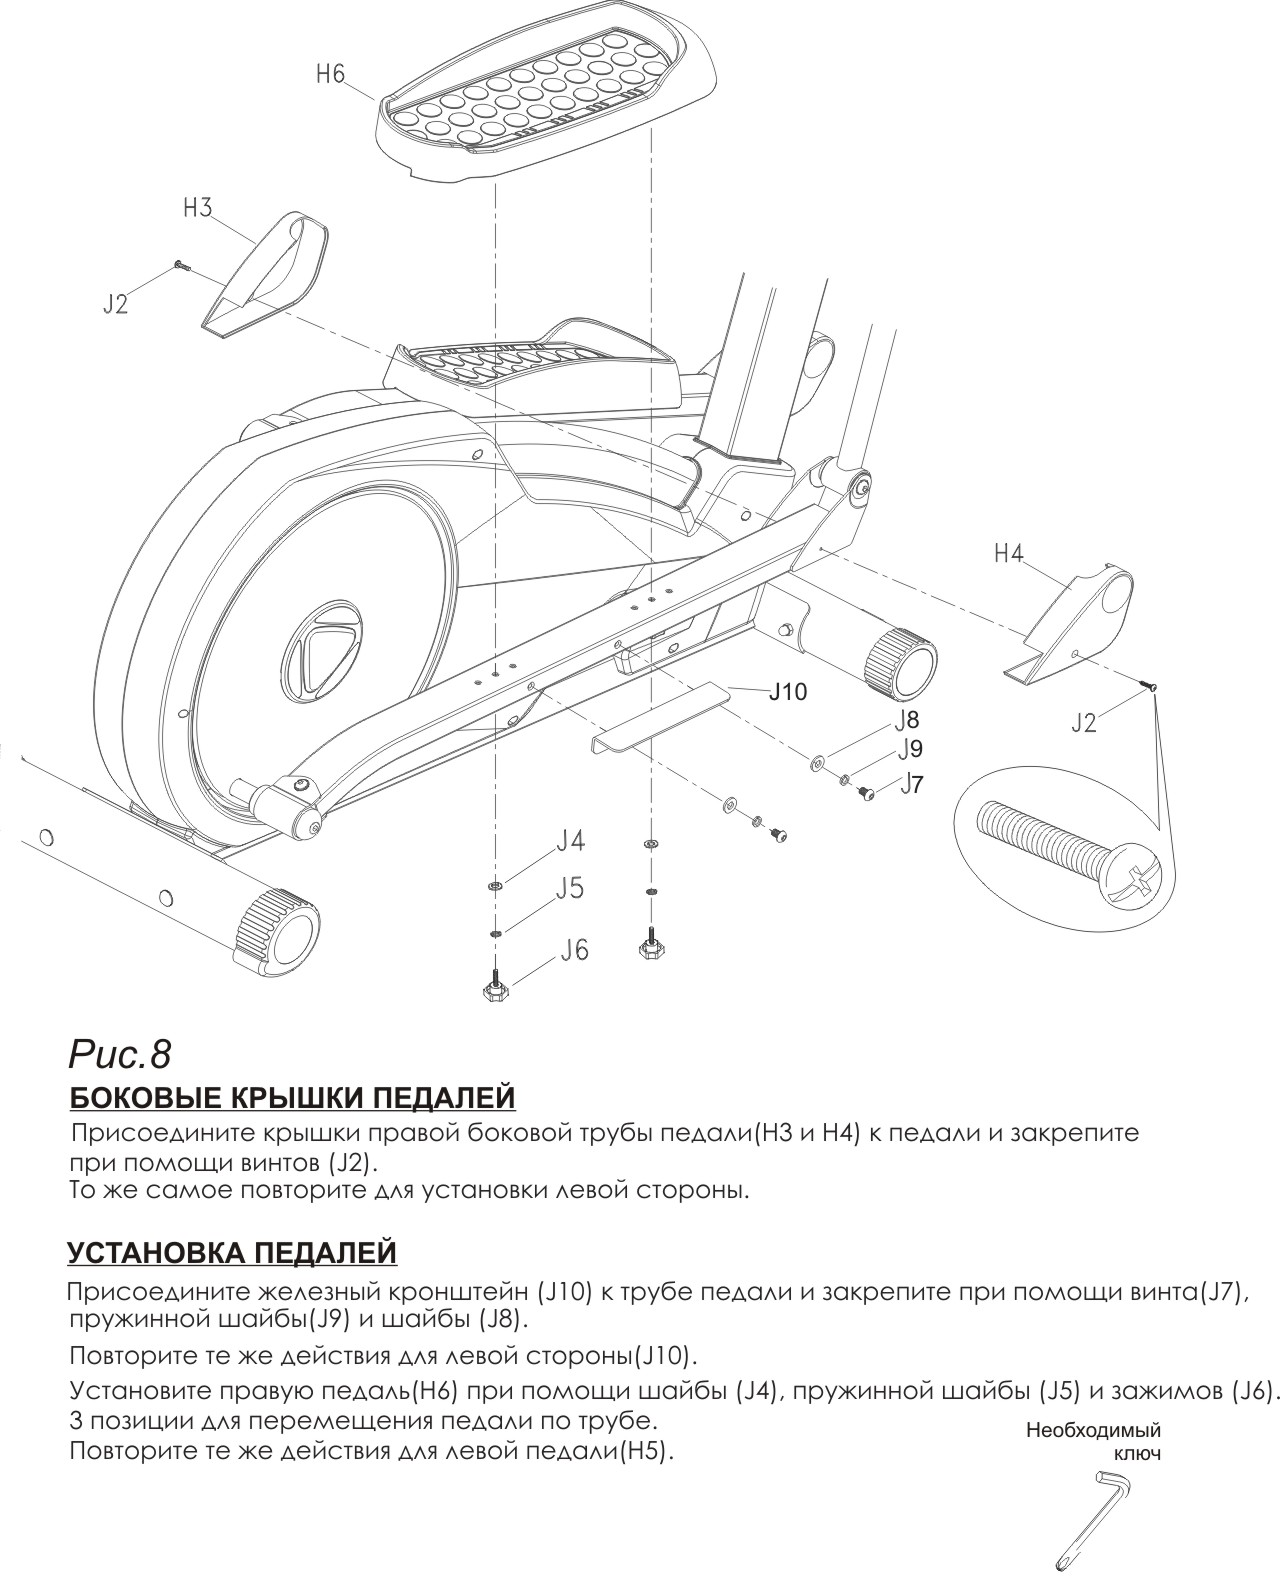 H6
H3
J2
H4
J10
J8
J2
J9
J7
J4
J5
J6
Рис.8
БОКОВЫЕ КРЫШКИ ПЕДАЛЕЙ
Присоедините крышки правой боковой трубы педали(H3 и H4) к педали и закрепите
при помощи винтов (J2).
То же самое повторите для установки левой стороны.
УСТАНОВКА ПЕДАЛЕЙ
Присоедините железный кронштейн (J10) к трубе педали и закрепите при помощи винта(J7),
пружинной шайбы(J9) и шайбы (J8).
Повторите те же действия для левой стороны(J10).
Установите правую педаль(H6) при помощи шайбы (J4), пружинной шайбы (J5) и зажимов (J6).
3 позиции для перемещения педали по трубе.
Повторите те же действия для левой педали(H5).
Необходимый
ключ